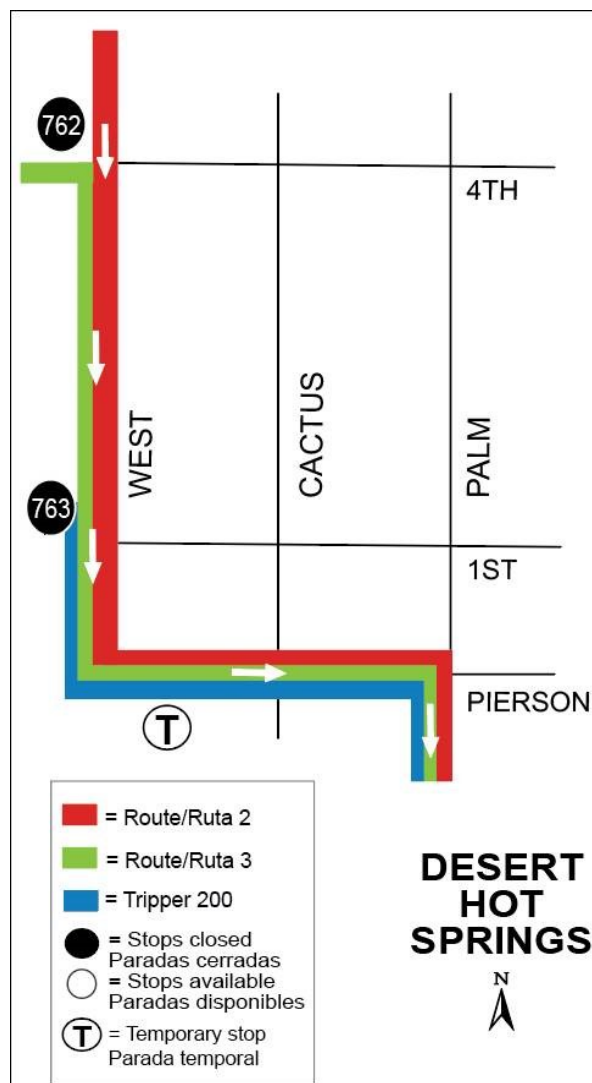 762
4TH
WEST
CACTUS
PALM
763
1ST
PIERSON
T
= Route/Ruta 2
= Route/Ruta 3
= Tripper 200
= Stops closed
Paradas cerradas
= Stops available
Paradas disponibles
T = Temporary stop
Parada temporal
DESERT
HOT
SPRINGS
N